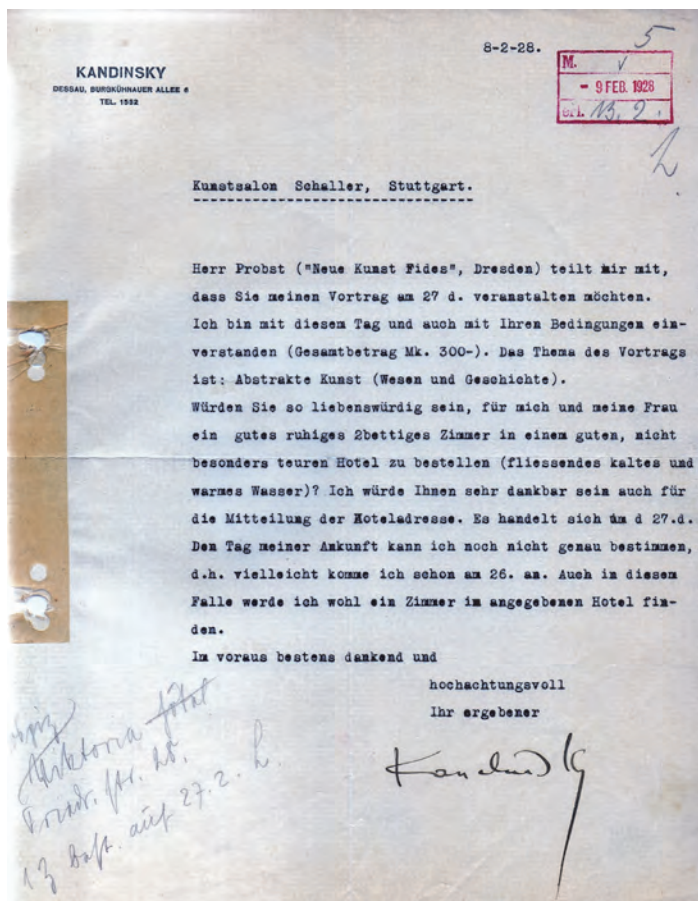 8-2-28.
5
KANDINSKY
DESSAU, BURGKÜHNAUER ALLEE 6
TEL. 1552
M. v
- 9 FEB. 1928
erl. 13. 2.
Kunstsalon Schaller, Stuttgart.
Herr Probst ("Neue Kunst Fides", Dresden) teilt mir mit,
dass Sie meinen Vortrag am 27 d. veranstalten möchten.
Ich bin mit diesem Tag und auch mit Ihren Bedingungen ein-
verstanden (Gesamtbetrag Mk. 300-). Das Thema des Vortrags
ist: Abstrakte Kunst (Wesen und Geschichte).
Würden Sie so liebenswürdig sein, für mich und meine Frau
ein gutes ruhiges 2bettiges Zimmer in einem guten, nicht
besonders teuren Hotel zu bestellen (fliessendes kaltes und
warmes Wasser)? Ich würde Ihnen sehr dankbar sein auch für
die Mitteilung der Hoteladresse. Es handelt sich um d 27.d.
Den Tag meiner Ankunft kann ich noch nicht genau bestimmen,
d.h. vielleicht komme ich schon am 26. an. Auch in diesem
Falle werde ich wohl ein Zimmer im angegebenen Hotel fin-
den.
Im voraus bestens dankend und
hochachtungsvoll
Ihr ergebener
Kandinsky
Viktoria
Friedr. str.
auf 27. 2.